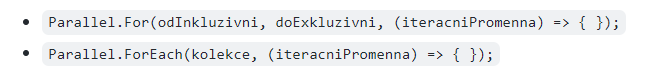 Parallel.For(odInkluzivni, doExkluzivni, (iteracniPromenna) => { });
Parallel.ForEach(kolekce, (iteracniPromenna) => { });